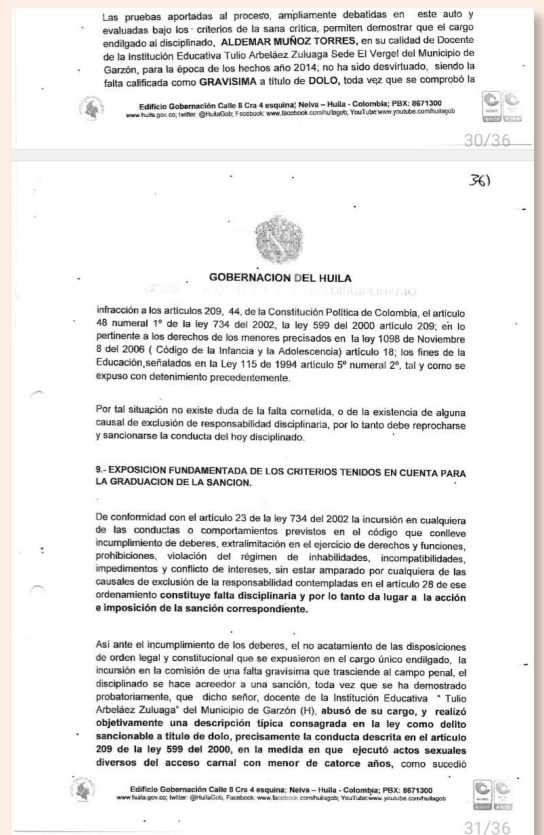 Las pruebas aportadas al proceso, ampliamente debatidas en este auto y
evaluadas bajo los criterios de la sana crítica, permiten demostrar que el cargo
endilgado al disciplinado, ALDEMAR MUÑOZ TORRES, en su calidad de Docente
de la Institución Educativa Tulio Arbeláez Zuluaga Sede El Vergel del Municipio de
Garzón, para la época de los hechos año 2014; no ha sido desvirtuado, siendo la
falta calificada como GRAVISIMA a título de DOLO, toda vez que se comprobó la
Edificio Gobernación Calle 8 Cra 4 esquina; Neiva – Huila - Colombia; PBX: 8671300
www.huila.gov.co; twitter: @HuilaGob; Facebook: www.facebook.com/huilagob; YouTube:www.youtube.com/huilagob
30/36
361
GOBERNACION DEL HUILA
infracción a los artículos 209, 44, de la Constitución Política de Colombia, el artículo
48 numeral 1º de la ley 734 del 2002, la ley 599 del 2000 artículo 209; en lo
pertinente a los derechos de los menores precisados en la ley 1098 de Noviembre
8 del 2006 ( Código de la Infancia y la Adolescencia) artículo 18; los fines de la
Educación señalados en la Ley 115 de 1994 artículo 5º numeral 2º, tal y como se
expuso con detenimiento precedentemente.
Por tal situación no existe duda de la falta cometida, o de la existencia de alguna
causal de exclusión de responsabilidad disciplinaria, por lo tanto debe reprocharse
y sancionarse la conducta del hoy disciplinado.
9.- EXPOSICION FUNDAMENTADA DE LOS CRITERIOS TENIDOS EN CUENTA PARA
LA GRADUACION DE LA SANCION.
De conformidad con el artículo 23 de la ley 734 del 2002 la incursión en cualquiera
de las conductas o comportamientos previstos en el código que conlleve
incumplimiento de deberes, extralimitación en el ejercicio de derechos y funciones,
prohibiciones, violación del régimen de inhabilidades, incompatibilidades,
impedimentos y conflicto de intereses, sin estar amparado por cualquiera de las
causales de exclusión de la responsabilidad contempladas en el artículo 28 de ese
ordenamiento constituye falta disciplinaria y por lo tanto da lugar a la acción
e imposición de la sanción correspondiente.
Así ante el incumplimiento de los deberes, el no acatamiento de las disposiciones
de orden legal y constitucional que se expusieron en el cargo único endilgado, la
incursión en la comisión de una falta gravísima que trasciende al campo penal, el
disciplinado se hace acreedor a una sanción, toda vez que se ha demostrado
probatoriamente, que dicho señor, docente de la Institución Educativa " Tulio
Arbeláez Zuluaga" del Municipio de Garzón (H), abusó de su cargo, y realizó
objetivamente una descripción típica consagrada en la ley como delito
sancionable a título de dolo, precisamente la conducta descrita en el artículo
209 de la ley 599 del 2000, en la medida en que ejecutó actos sexuales
diversos del acceso carnal con menor de catorce años, como sucedió
Edificio Gobernación Calle 8 Cra 4 esquina; Neiva – Huila - Colombia; PBX: 8671300
www.huila.gov.co; twitter: @HuilaGob; Facebook: www.facebook.com/huilagob; YouTube:www.youtube.com/huilagob
31/36